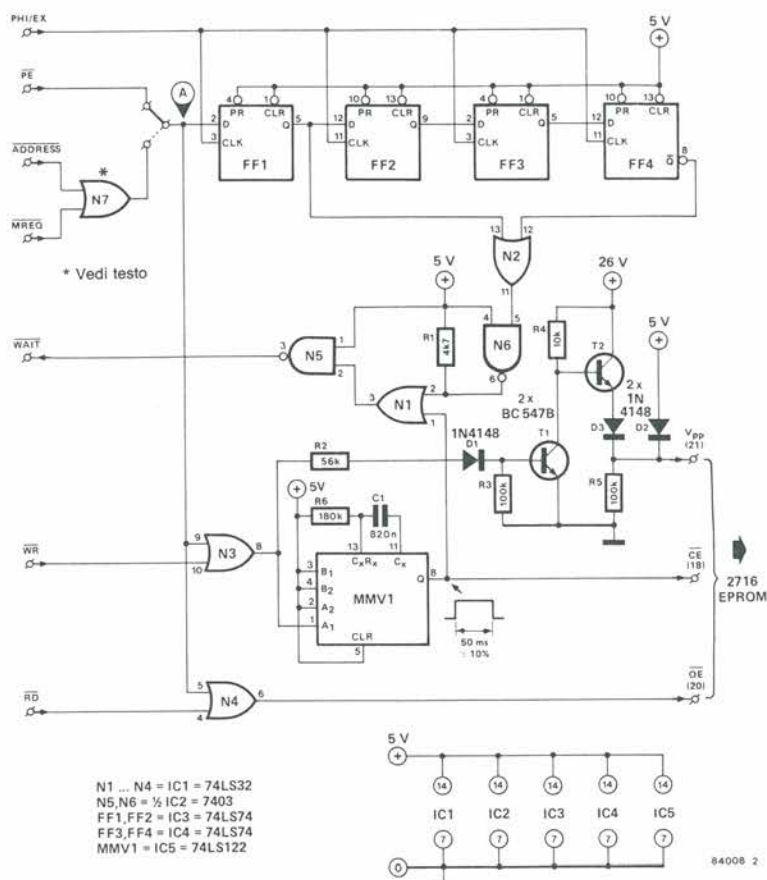 PHI/EX
5 V
+
PE
A
4 PR 1 CLR 5
2 D Q
3 CLK
FF1
10 PR 13 CLR
12 D Q 9
11 CLK
FF2
4 PR 1 CLR
2 D Q 5
3 CLK
FF3
10 PR 13 CLR
12 D
11 CLK
Q 8
FF4
ADDRESS
*
N7
MREQ
* Vedi testo
13 12
N2
11
5 V
+
26 V
+
5 V
+
4 5
N6
6
R1
4k7
R4
10k
T2
2 x
1N
4148
WAIT
3 N5 1
2
3 N1 2
1
2 x
BC 547B
1N4148
D1
T1
D3 D2
Vpp
(21)
R2
56k
R3
100k
R5
100k
5V
+
R6
180k
C1
820n
WR
9
N3 8
10
13 11
CxRx Cx
3 B1
4 B2
2 A2
1 A1
Q 8
MMV1
CLR
5
50 ms
10%
CE
(18)
2716
EPROM
RD
5
N4 6
4
OE
(20)
N1 ... N4 = IC1 = 74LS32
N5,N6 = ½ IC2 = 7403
FF1,FF2 = IC3 = 74LS74
FF3,FF4 = IC4 = 74LS74
MMV1 = IC5 = 74LS122
5 V
+
14 14 14 14 14
IC1 IC2 IC3 IC4 IC5
7 7 7 7 7
0
84008 2